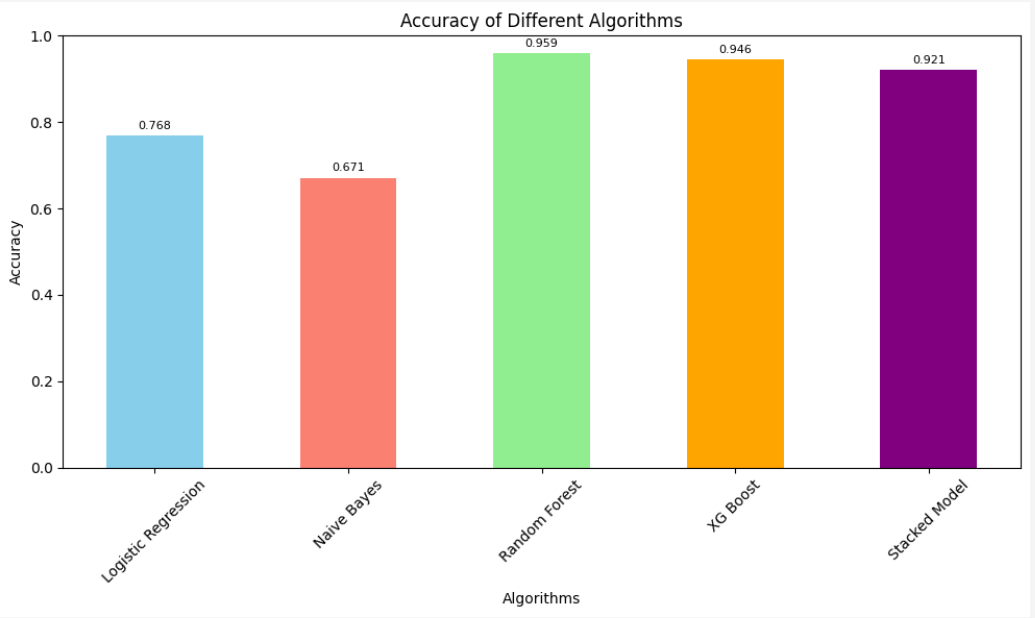 Accuracy of Different Algorithms
1.0
0.8
0.6
0.4
0.2
0.0
Accuracy
0.768
0.671
0.959
0.946
0.921
Logistic Regression
Naive Bayes
Random Forest
XG Boost
Stacked Model
Algorithms